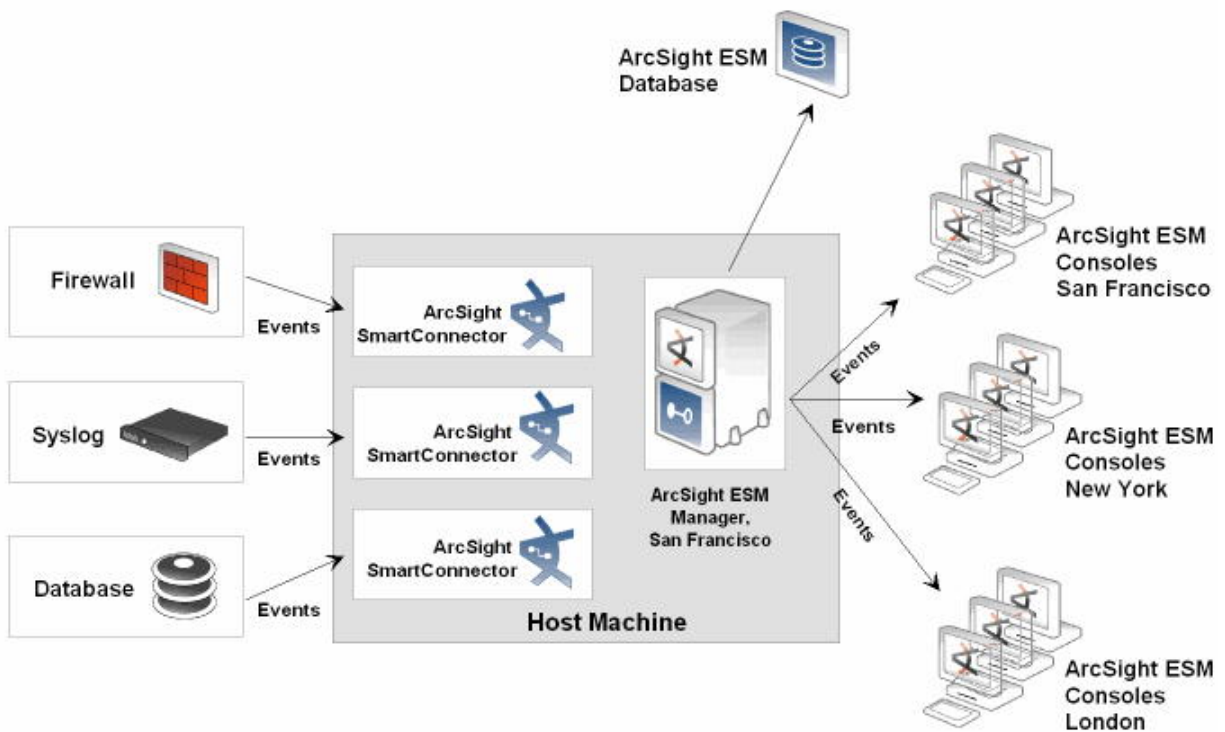 ArcSight ESM
Database
Firewall
Events
ArcSight
SmartConnector
Syslog
Events
ArcSight
SmartConnector
Database
Events
ArcSight
SmartConnector
ArcSight ESM
Manager,
San Francisco
Host Machine
Events
ArcSight ESM
Consoles
San Francisco
Events
ArcSight ESM
Consoles
New York
Events
ArcSight ESM
Consoles
London